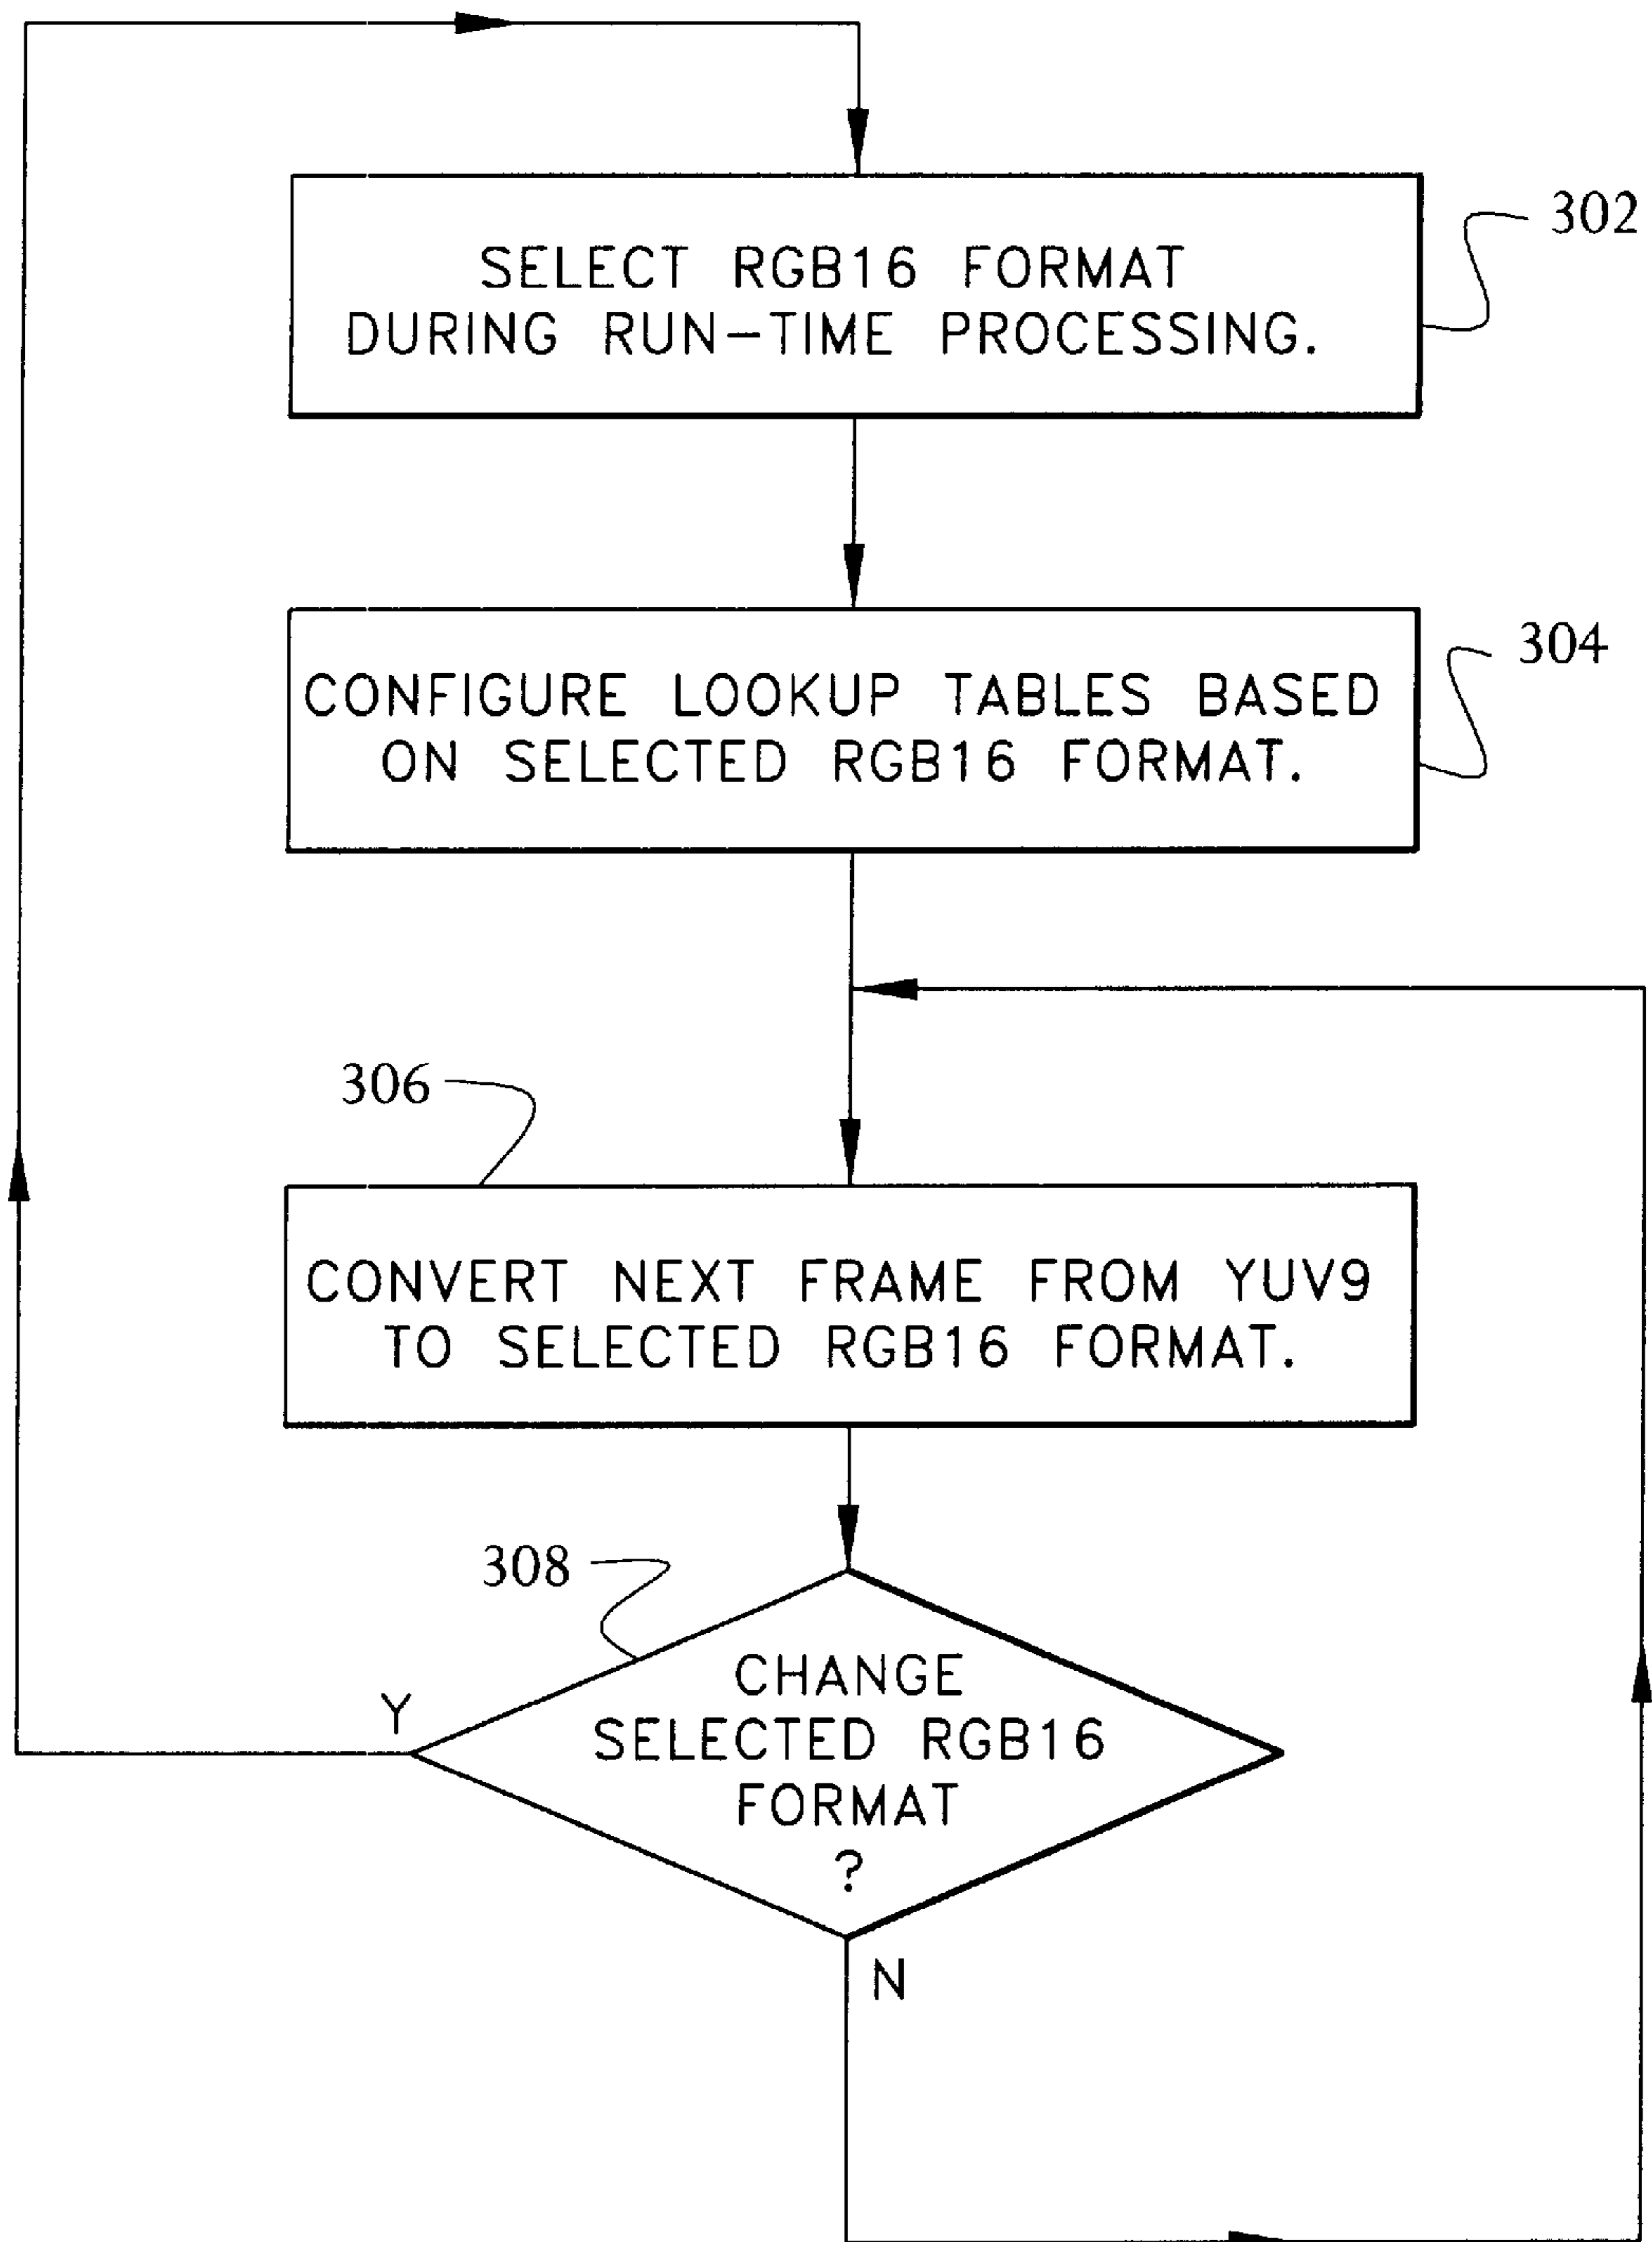 SELECT RGB16 FORMAT
DURING RUN-TIME PROCESSING.
302
CONFIGURE LOOKUP TABLES BASED
ON SELECTED RGB16 FORMAT.
304
306
CONVERT NEXT FRAME FROM YUV9
TO SELECTED RGB16 FORMAT.
308
CHANGE
SELECTED RGB16
FORMAT
?
Y
N